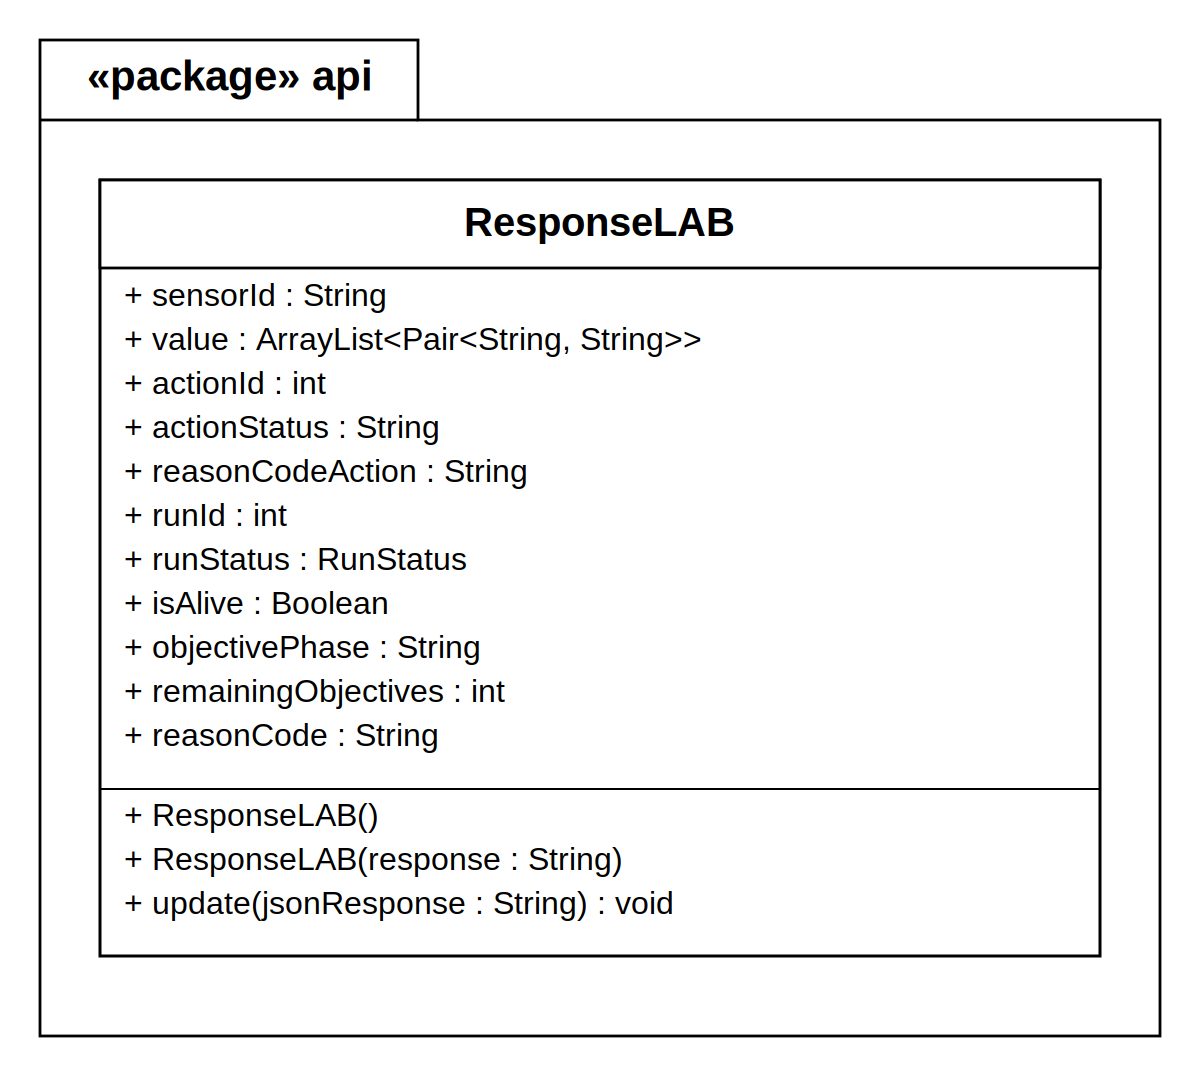 «package» api
ResponseLAB
+ sensorId : String
+ value : ArrayList<Pair<String, String>>
+ actionId : int
+ actionStatus : String
+ reasonCodeAction : String
+ runId : int
+ runStatus : RunStatus
+ isAlive : Boolean
+ objectivePhase : String
+ remainingObjectives : int
+ reasonCode : String
+ ResponseLAB()
+ ResponseLAB(response : String)
+ update(jsonResponse : String) : void